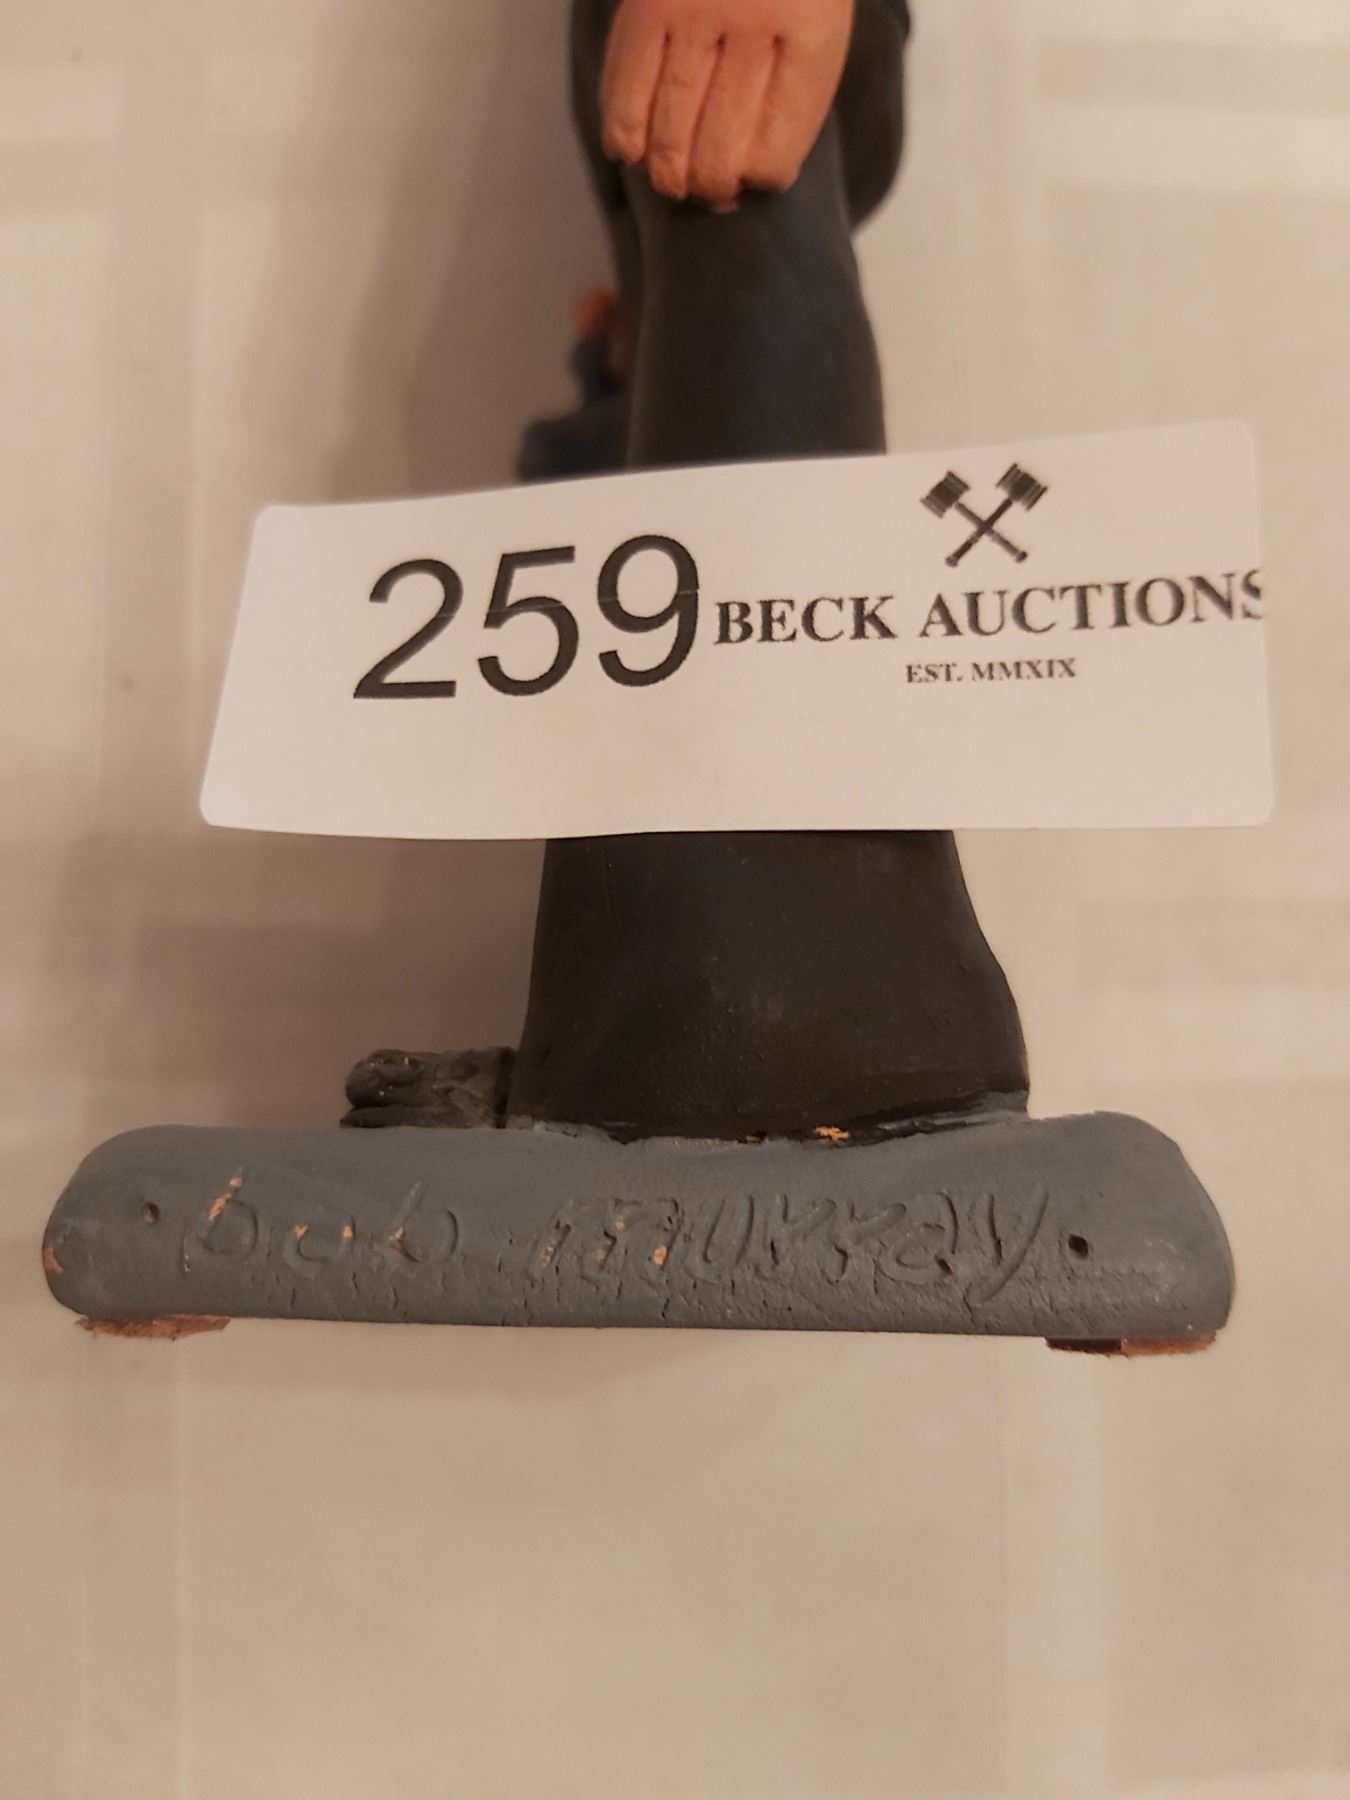 259
BECK AUCTIONS
EST. MMXIX
bob MURRAY